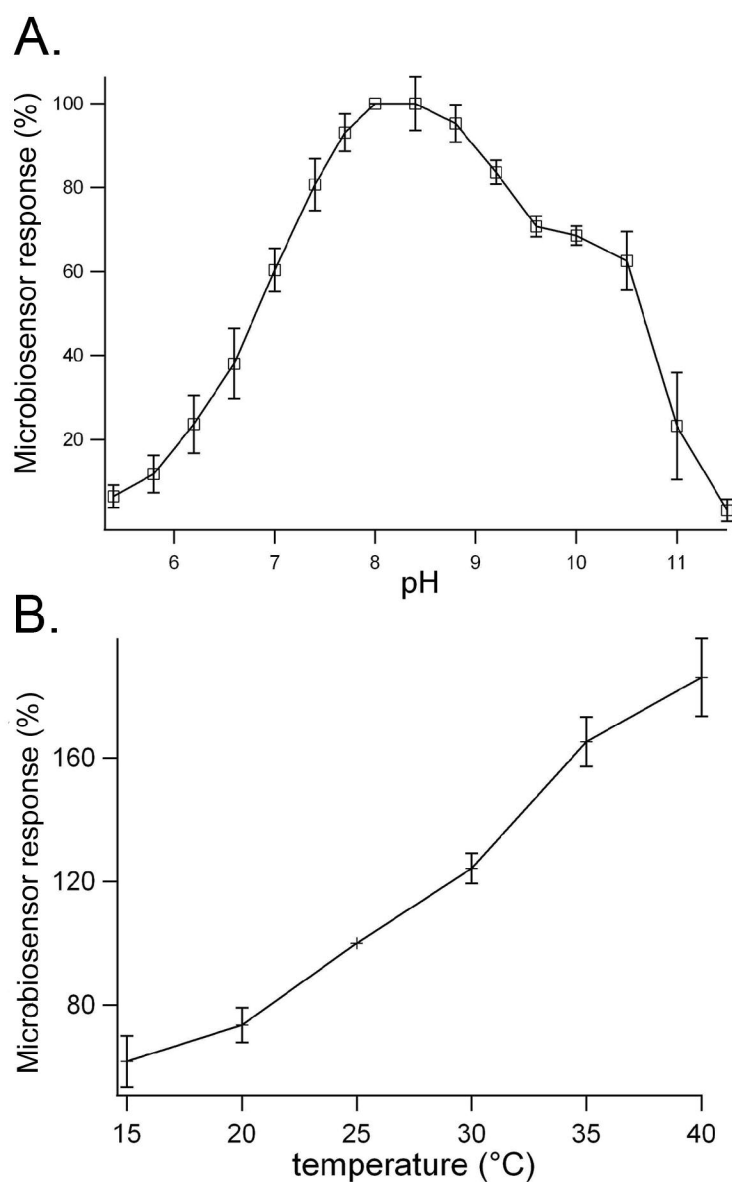 A.
Microbiosensor response (%)
100
80
60
40
20
6 7 8 9 10 11
pH
B.
Microbiosensor response (%)
160
120
80
15 20 25 30 35 40
temperature (°C)